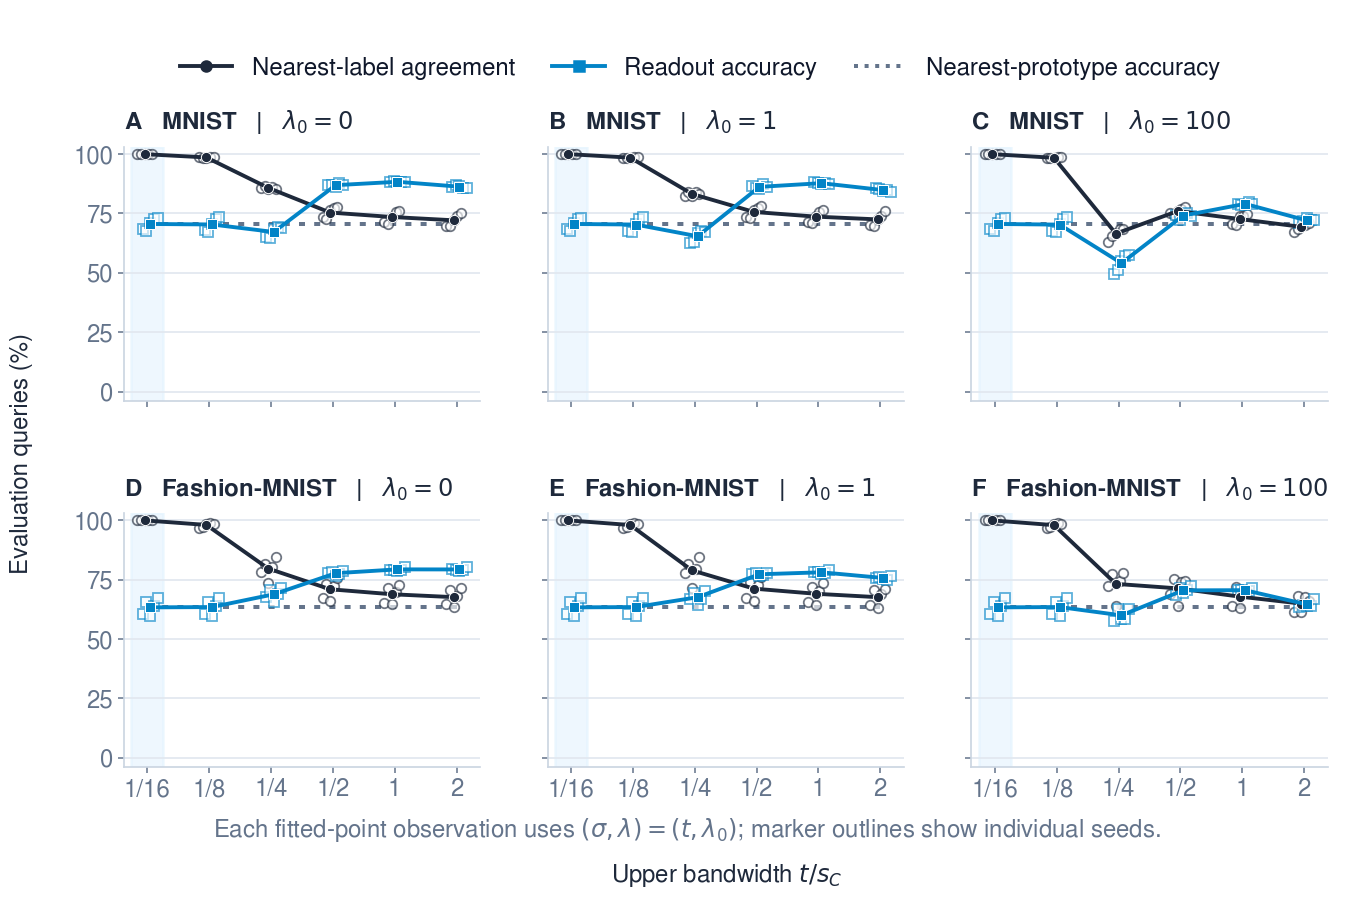 Nearest-label agreement Readout accuracy Nearest-prototype accuracy
A MNIST | λ₀ = 0
B MNIST | λ₀ = 1
C MNIST | λ₀ = 100
100
75
50
25
0
Evaluation queries (%)
D Fashion-MNIST | λ₀ = 0
E Fashion-MNIST | λ₀ = 1
F Fashion-MNIST | λ₀ = 100
100
75
50
25
0
1/16 1/8 1/4 1/2 1 2
1/16 1/8 1/4 1/2 1 2
1/16 1/8 1/4 1/2 1 2
Each fitted-point observation uses (σ, λ) = (t, λ₀); marker outlines show individual seeds.
Upper bandwidth t/s_C